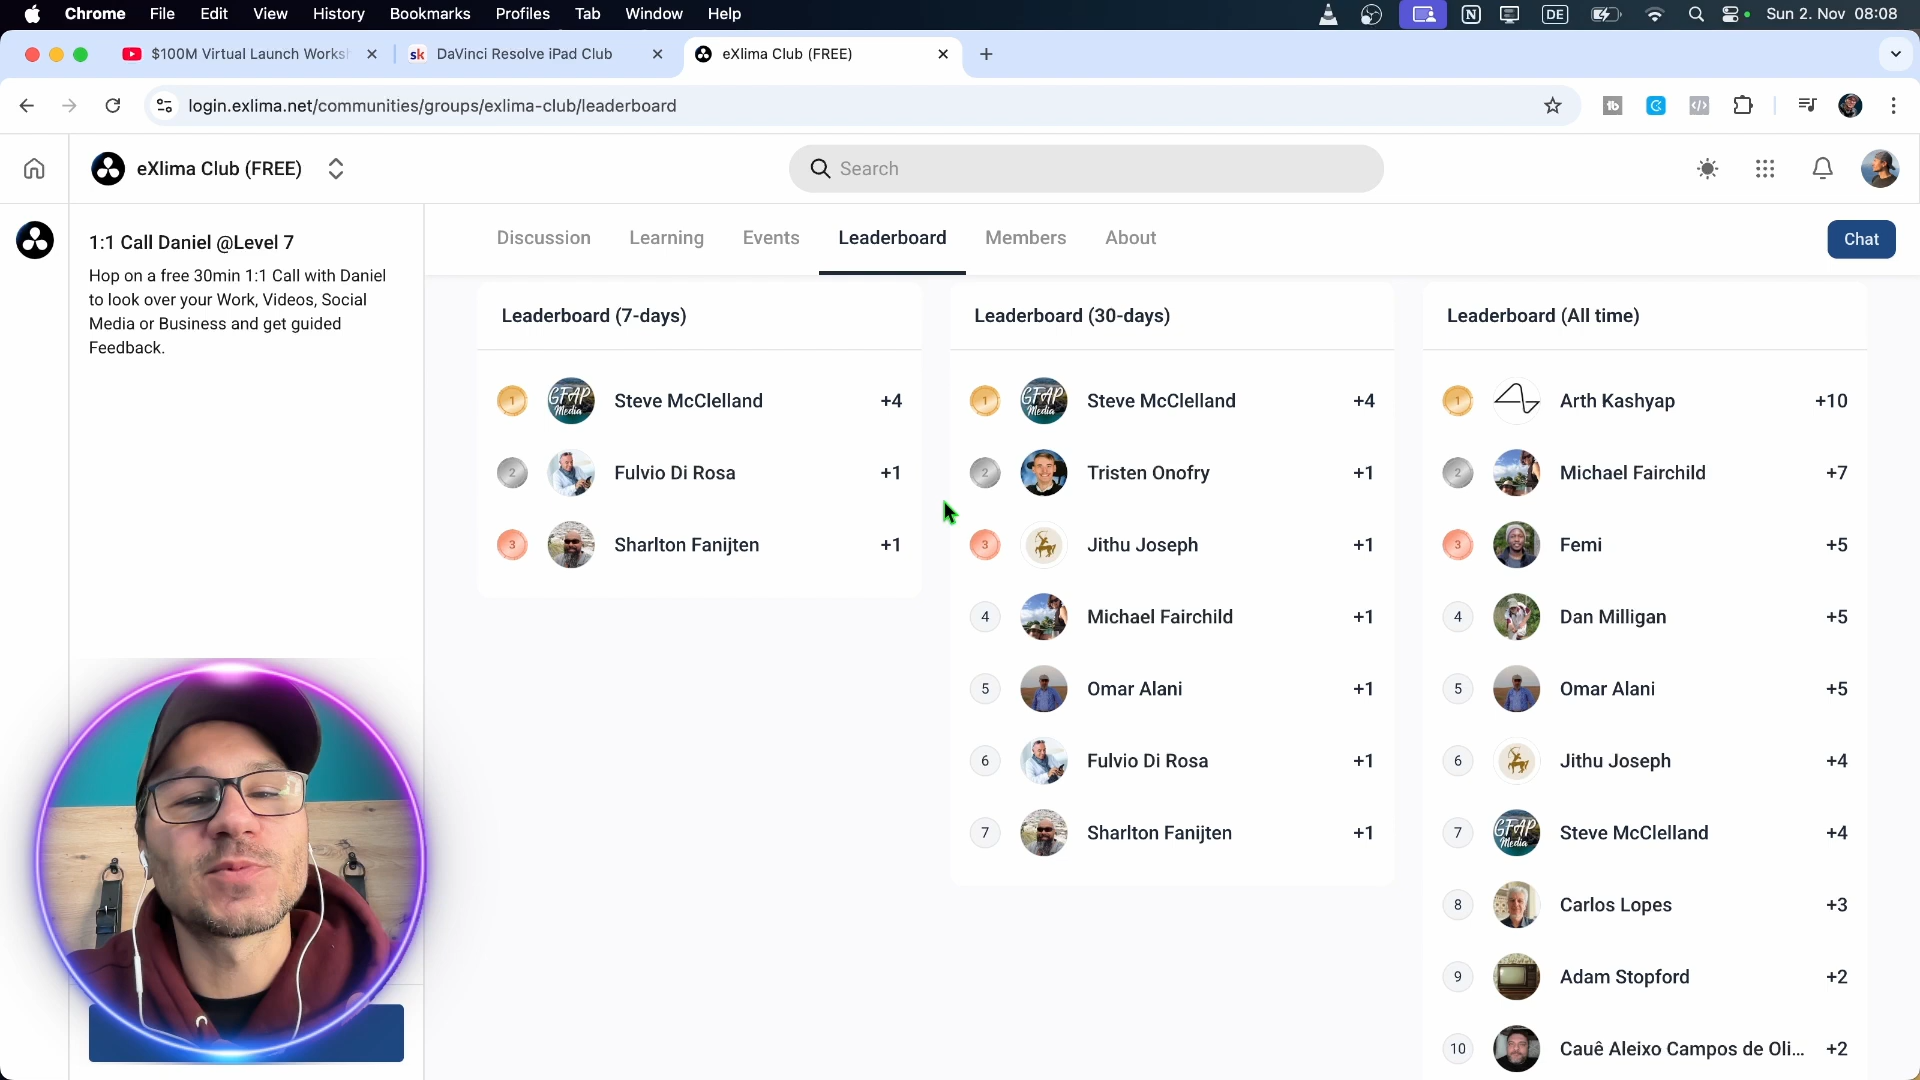 Chrome File Edit View History Bookmarks Profiles Tab Window Help DE Sun 2. Nov 08:08
$100M Virtual Launch Works
sk DaVinci Resolve iPad Club
eXlima Club (FREE)
login.exlima.net/communities/groups/exlima-club/leaderboard
eXlima Club (FREE)
Search
1:1 Call Daniel @Level 7
Hop on a free 30min 1:1 Call with Daniel
to look over your Work, Videos, Social
Media or Business and get guided
Feedback.
Discussion Learning Events Leaderboard Members About
Chat
Leaderboard (7-days)
1 GFAP Media Steve McClelland +4
2 Fulvio Di Rosa +1
3 Sharlton Fanijten +1
Leaderboard (30-days)
1 GFAP Media Steve McClelland +4
2 Tristen Onofry +1
3 Jithu Joseph +1
4 Michael Fairchild +1
5 Omar Alani +1
6 Fulvio Di Rosa +1
7 Sharlton Fanijten +1
Leaderboard (All time)
1 Arth Kashyap +10
2 Michael Fairchild +7
3 Femi +5
4 Dan Milligan +5
5 Omar Alani +5
6 Jithu Joseph +4
7 GFAP Media Steve McClelland +4
8 Carlos Lopes +3
9 Adam Stopford +2
10 Cauê Aleixo Campos de Oli... +2